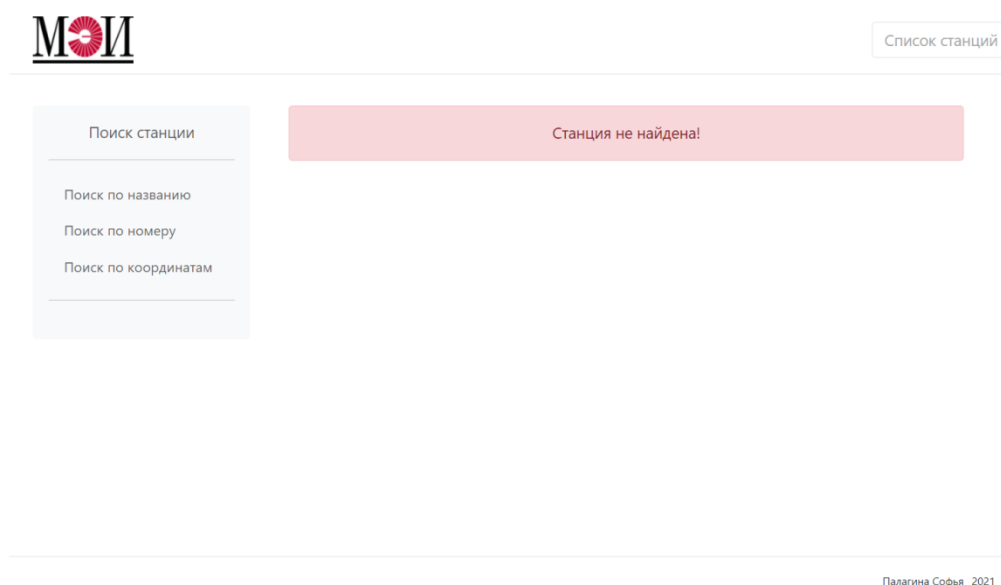 МЭИ
Список станций
Поиск станции
Станция не найдена!
Поиск по названию
Поиск по номеру
Поиск по координатам
Палагина Софья 2021